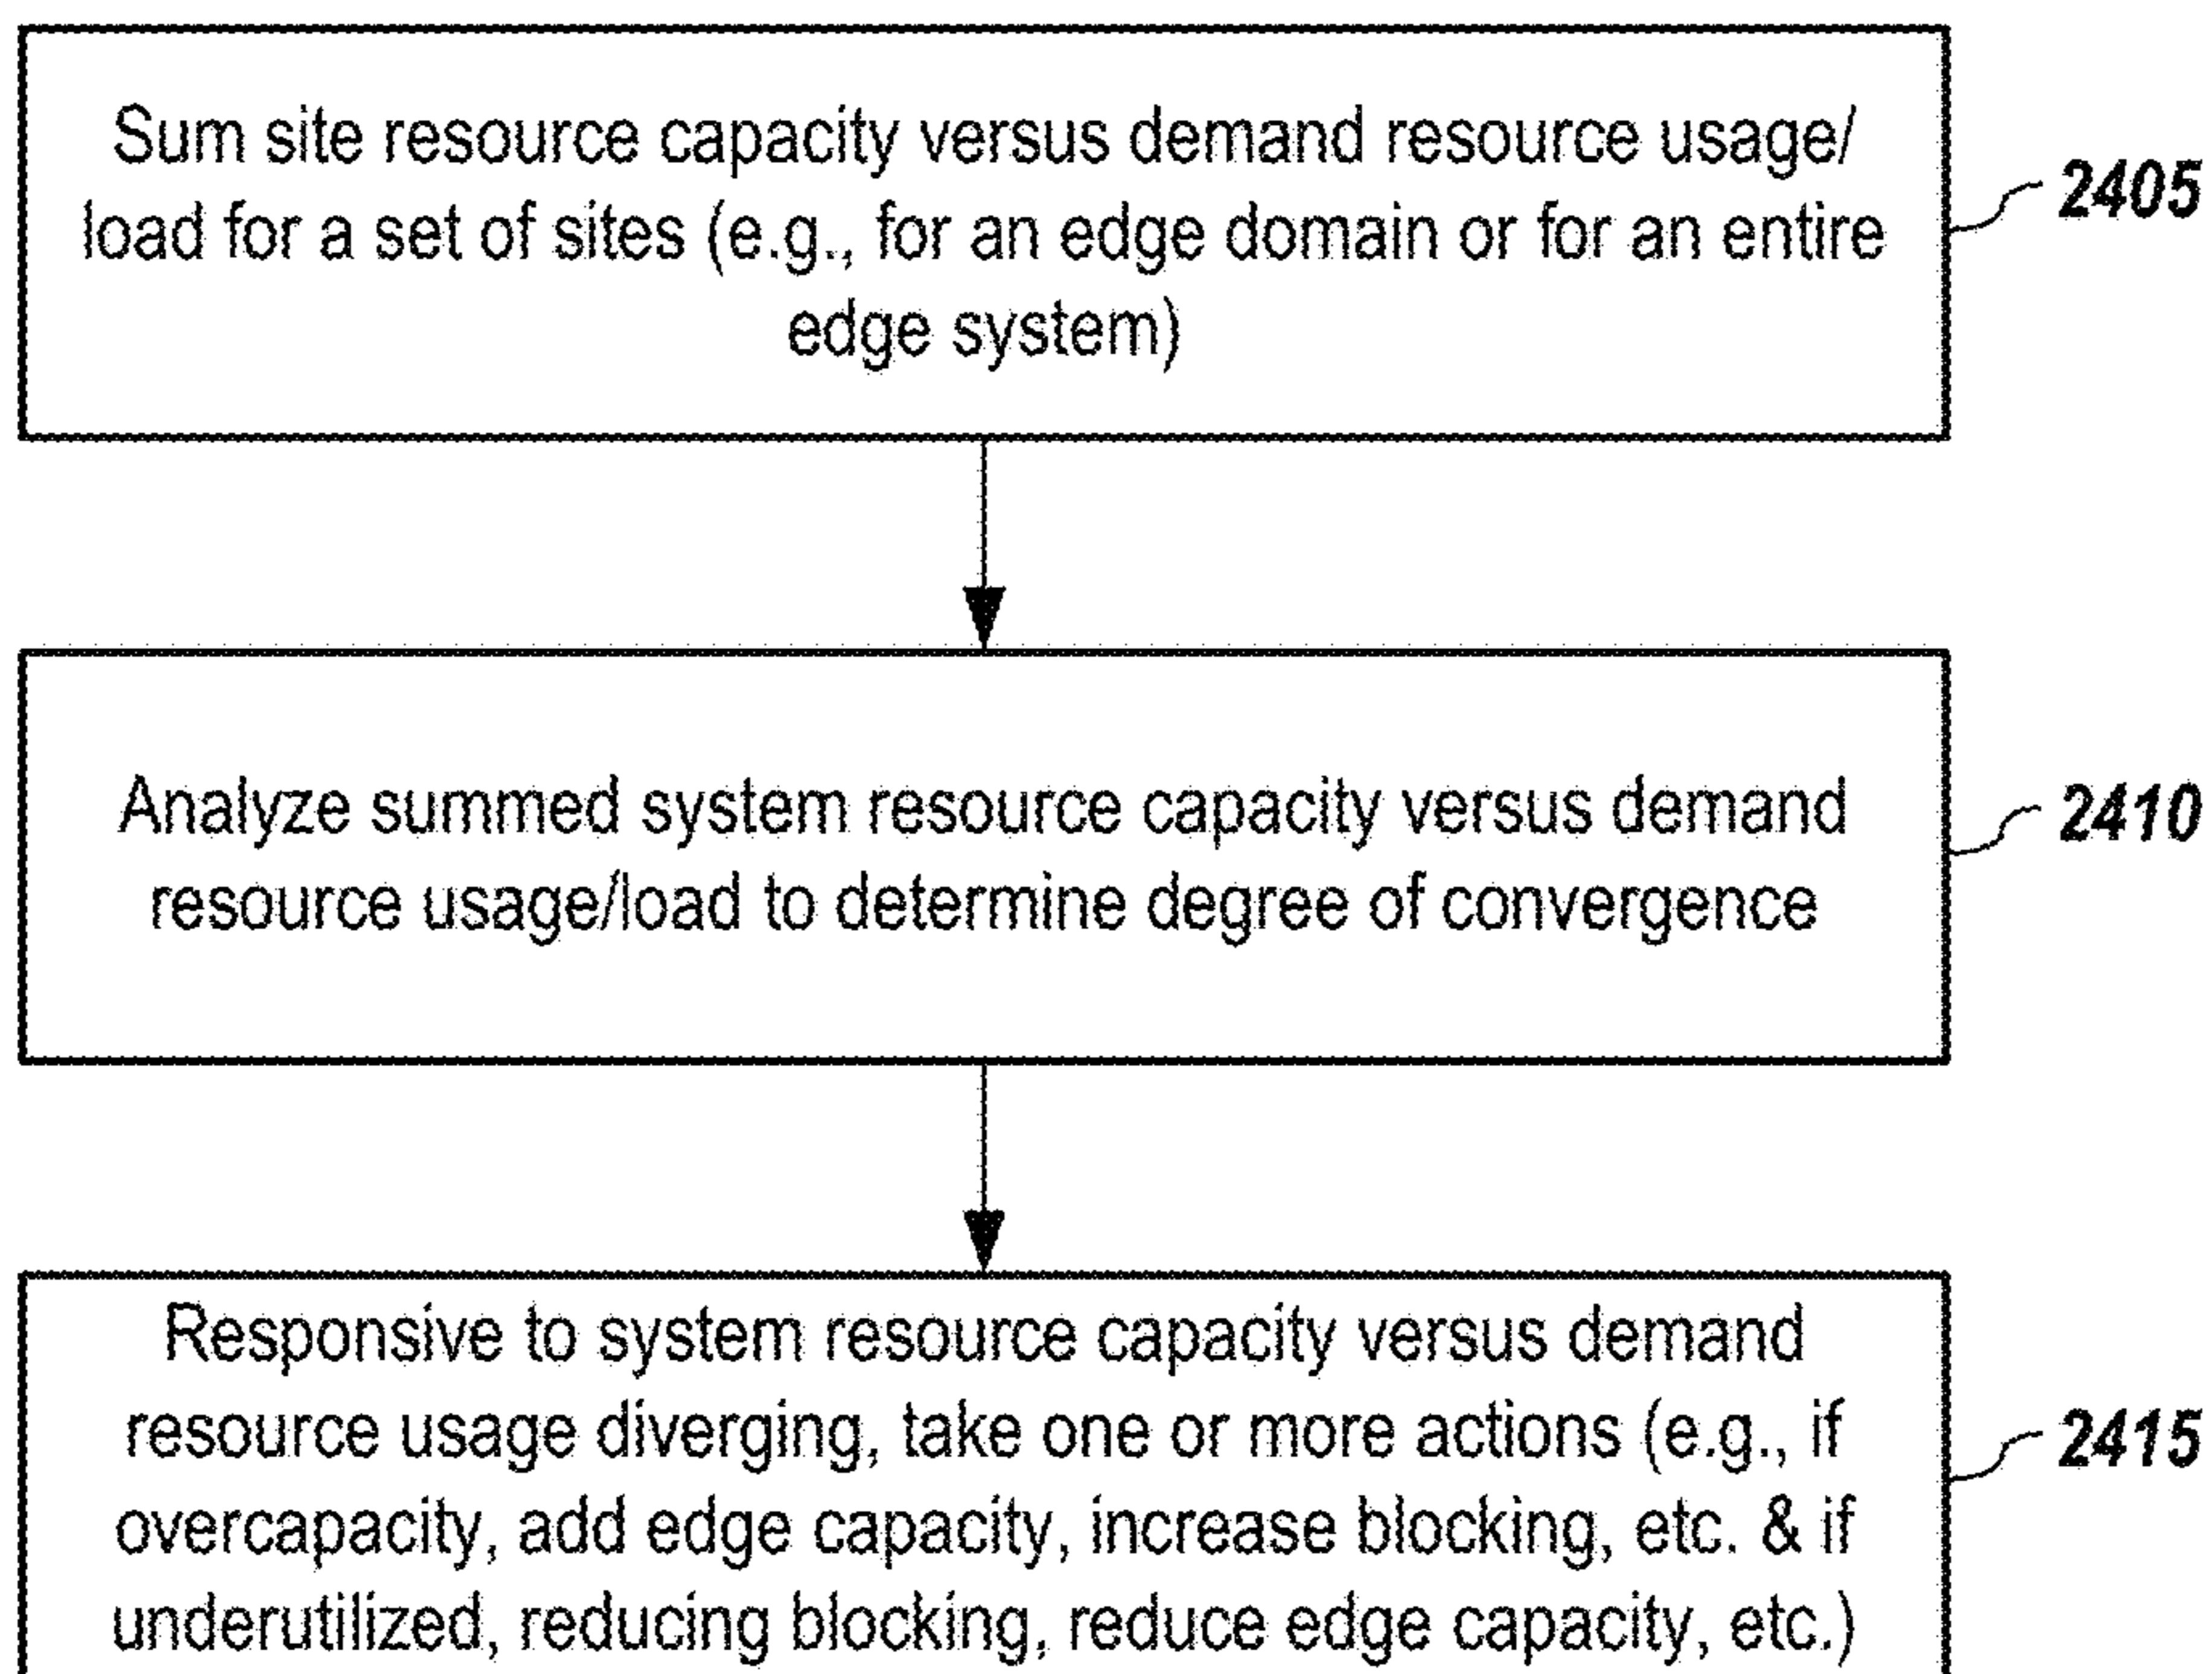 Sum site resource capacity versus demand resource usage/
load for a set of sites (e.g., for an edge domain or for an entire
edge system)
2405
Analyze summed system resource capacity versus demand
resource usage/load to determine degree of convergence
2410
Responsive to system resource capacity versus demand
resource usage diverging, take one or more actions (e.g., if
overcapacity, add edge capacity, increase blocking, etc. & if
underutilized, reducing blocking, reduce edge capacity, etc.)
2415